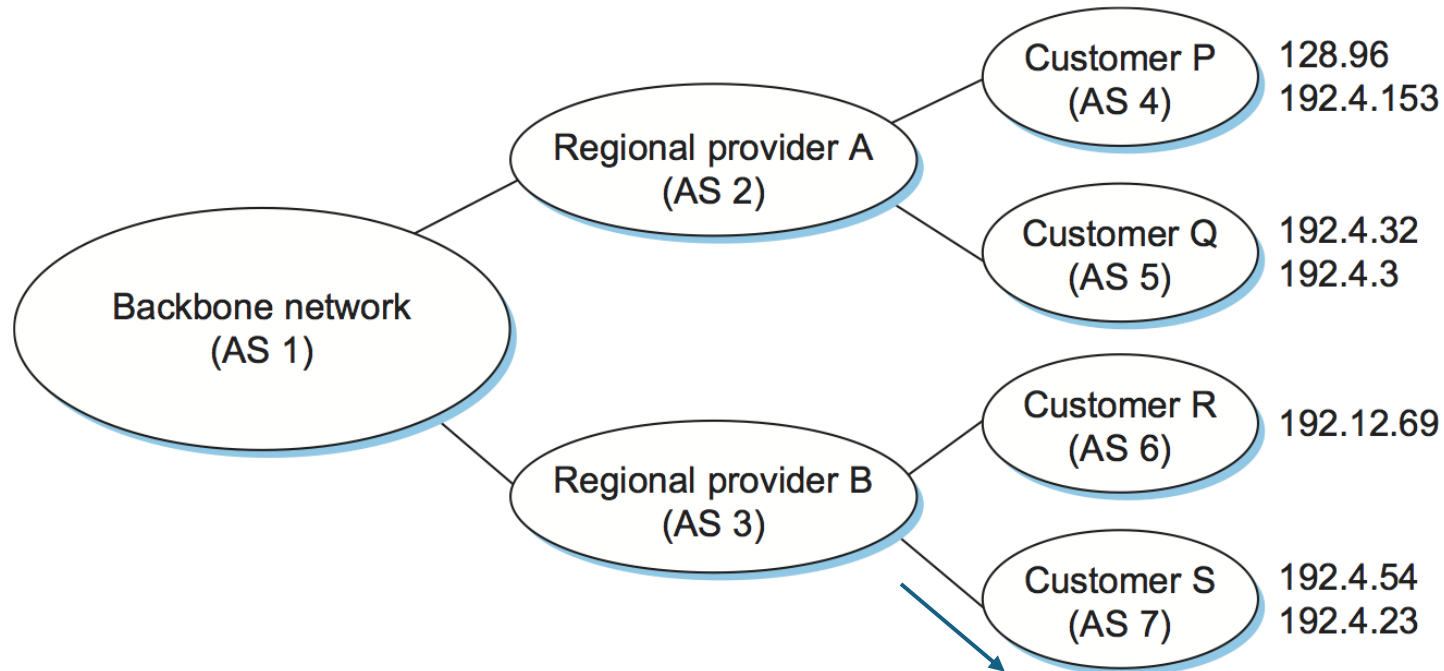 Customer P
(AS 4)
128.96
192.4.153
Regional provider A
(AS 2)
Customer Q
(AS 5)
192.4.32
192.4.3
Backbone network
(AS 1)
Customer R
(AS 6)
192.12.69
Regional provider B
(AS 3)
Customer S
(AS 7)
192.4.54
192.4.23